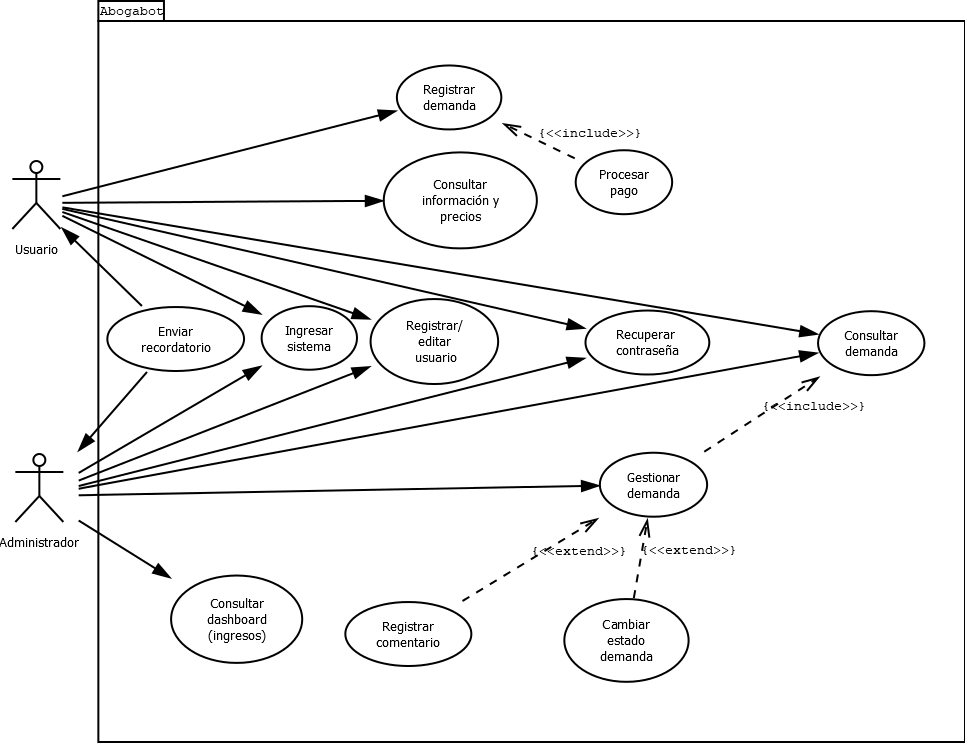 Abogabot
Registrar
demanda
{<<include>>}
Procesar
pago
Consultar
información y
precios
Usuario
Enviar
recordatorio
Ingresar
sistema
Registrar/
editar
usuario
Recuperar
contraseña
Consultar
demanda
{<<include>>}
Gestionar
demanda
Administrador
{<<extend>>}
{<<extend>>}
Consultar
dashboard
(ingresos)
Registrar
comentario
Cambiar
estado
demanda